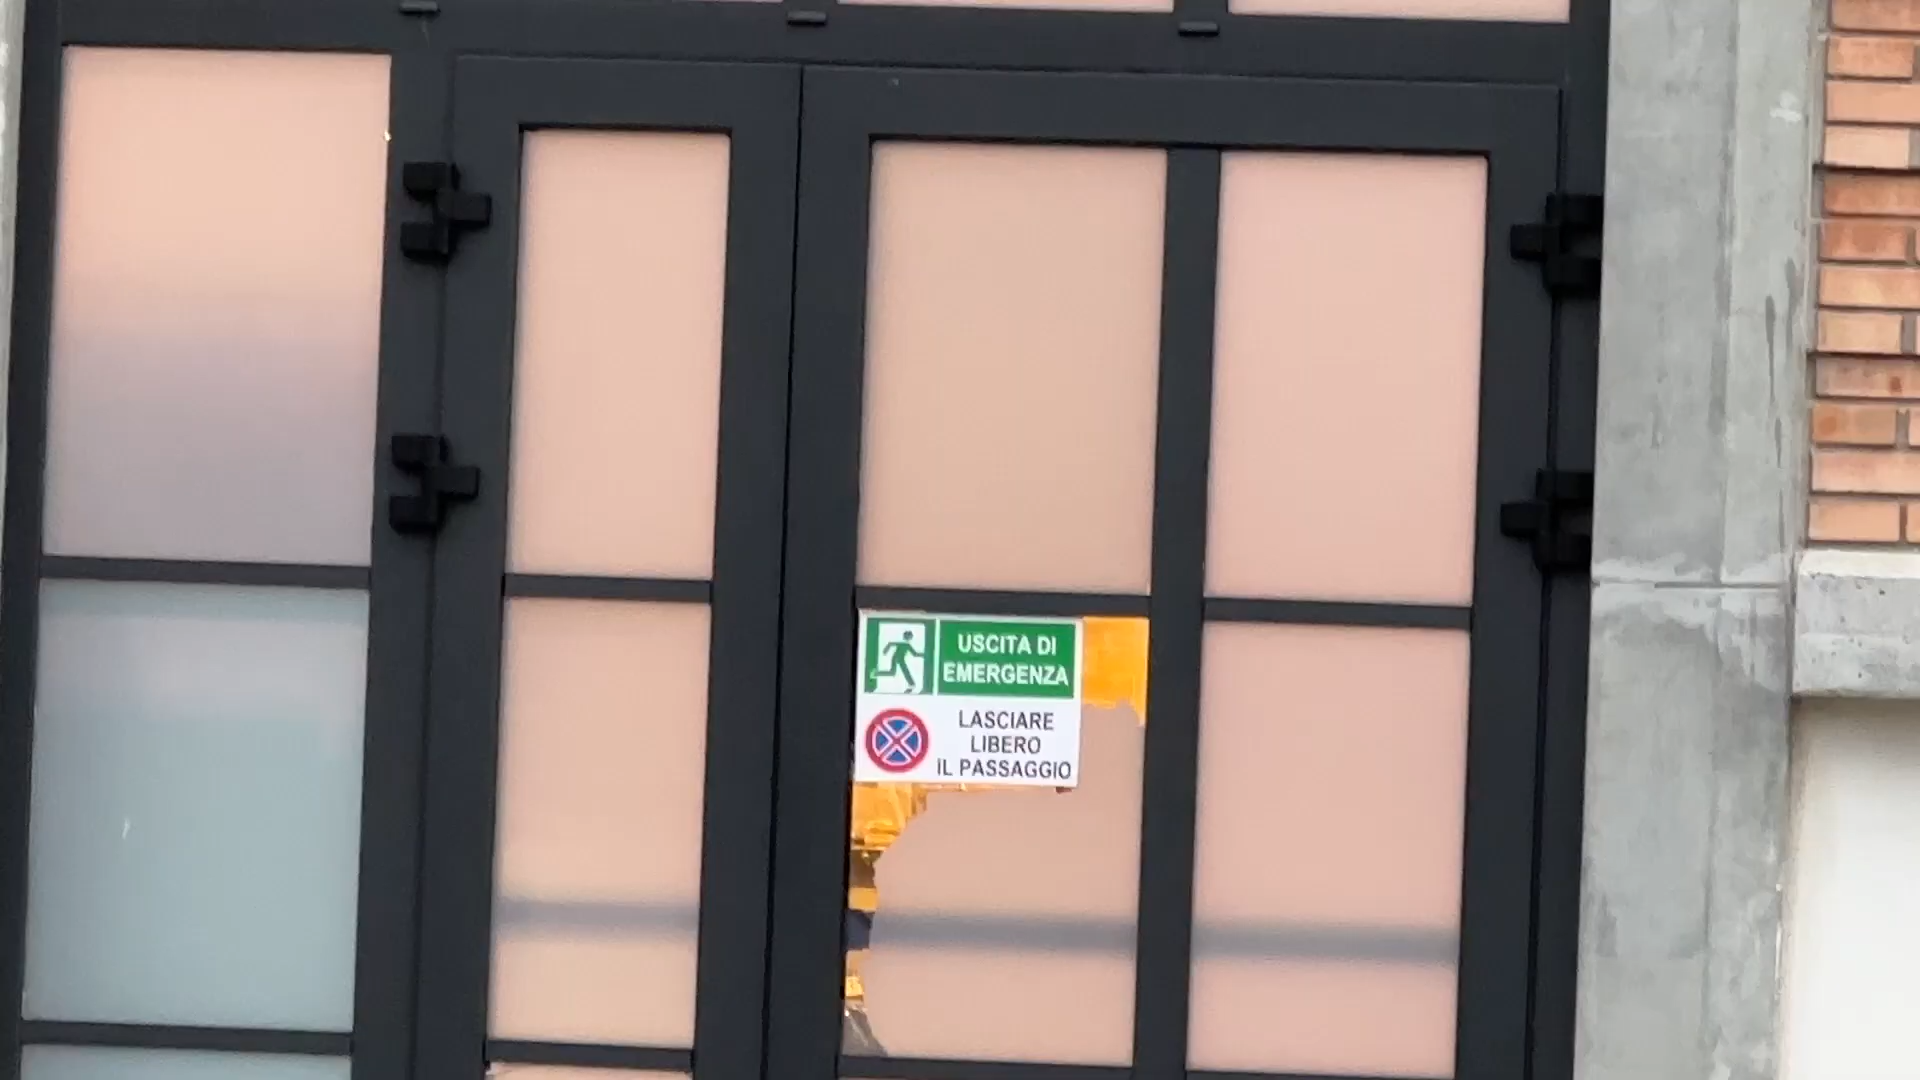 USCITA DI
EMERGENZA
LASCIARE
LIBERO
IL PASSAGGIO